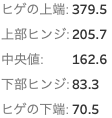 ヒゲの上端: 379.5
上部ヒンジ: 205.7
中央値: 162.6
下部ヒンジ: 83.3
ヒゲの下端: 70.5